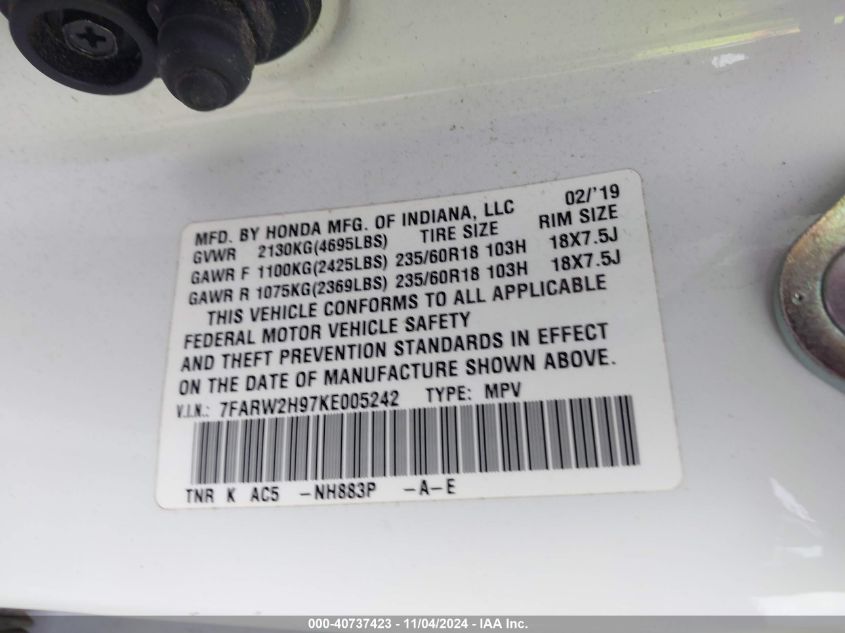 MFD. BY HONDA MFG. OF INDIANA, LLC 02/'19
GVWR 2130KG(4695LBS) TIRE SIZE RIM SIZE
GAWR F 1100KG(2425LBS) 235/60R18 103H 18X7.5J
GAWR R 1075KG(2369LBS) 235/60R18 103H 18X7.5J
THIS VEHICLE CONFORMS TO ALL APPLICABLE
FEDERAL MOTOR VEHICLE SAFETY
AND THEFT PREVENTION STANDARDS IN EFFECT
ON THE DATE OF MANUFACTURE SHOWN ABOVE.
V.I.N.: 7FARW2H97KE005242 TYPE: MPV
TNR K AC5 -NH883P -A-E
000-40737423 - 11/04/2024 - IAA Inc.